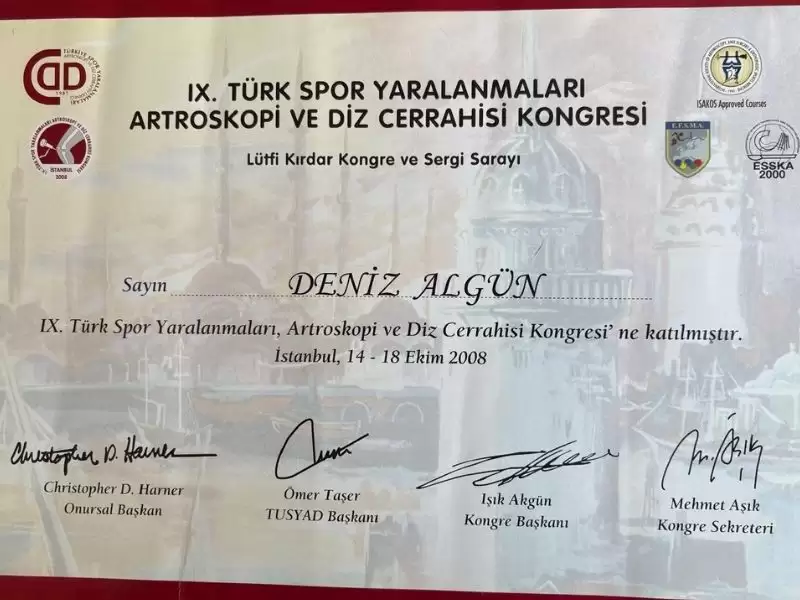 IX. TÜRK SPOR YARALANMALARI
ARTROSKOPİ VE DİZ CERRAHİSİ KONGRESİ
Lütfi Kırdar Kongre ve Sergi Sarayı
ISAKOS Approved Courses
E.F.S.M.A.
ESSKA
2000
İSTANBUL
2008
Sayın DENİZ ALGÜN
IX. Türk Spor Yaralanmaları, Artroskopi ve Diz Cerrahisi Kongresi' ne katılmıştır.
İstanbul, 14 - 18 Ekim 2008
Christopher D. Harner
Christopher D. Harner
Onursal Başkan
Ömer Taşer
TUSYAD Başkanı
Işık Akgün
Kongre Başkanı
M. Aşık
Mehmet Aşık
Kongre Sekreteri